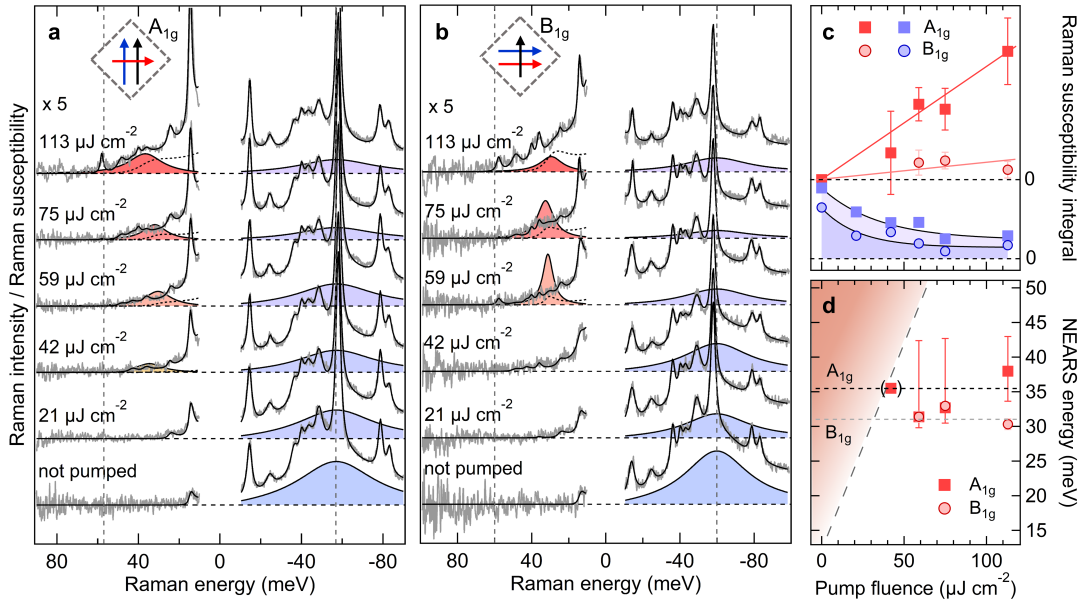 Raman intensity / Raman susceptibility
a
A1g
x 5
113 µJ cm-2
75 µJ cm-2
59 µJ cm-2
42 µJ cm-2
21 µJ cm-2
not pumped
80 40 0 -40 -80
Raman energy (meV)
b
B1g
x 5
113 µJ cm-2
75 µJ cm-2
59 µJ cm-2
42 µJ cm-2
21 µJ cm-2
not pumped
80 40 0 -40 -80
Raman energy (meV)
c
A1g
B1g
0
0
Raman susceptibility integral
d
A1g
B1g
( )
A1g
B1g
50
45
40
35
30
25
20
15
NEARS energy (meV)
0 50 100
Pump fluence (µJ cm-2)